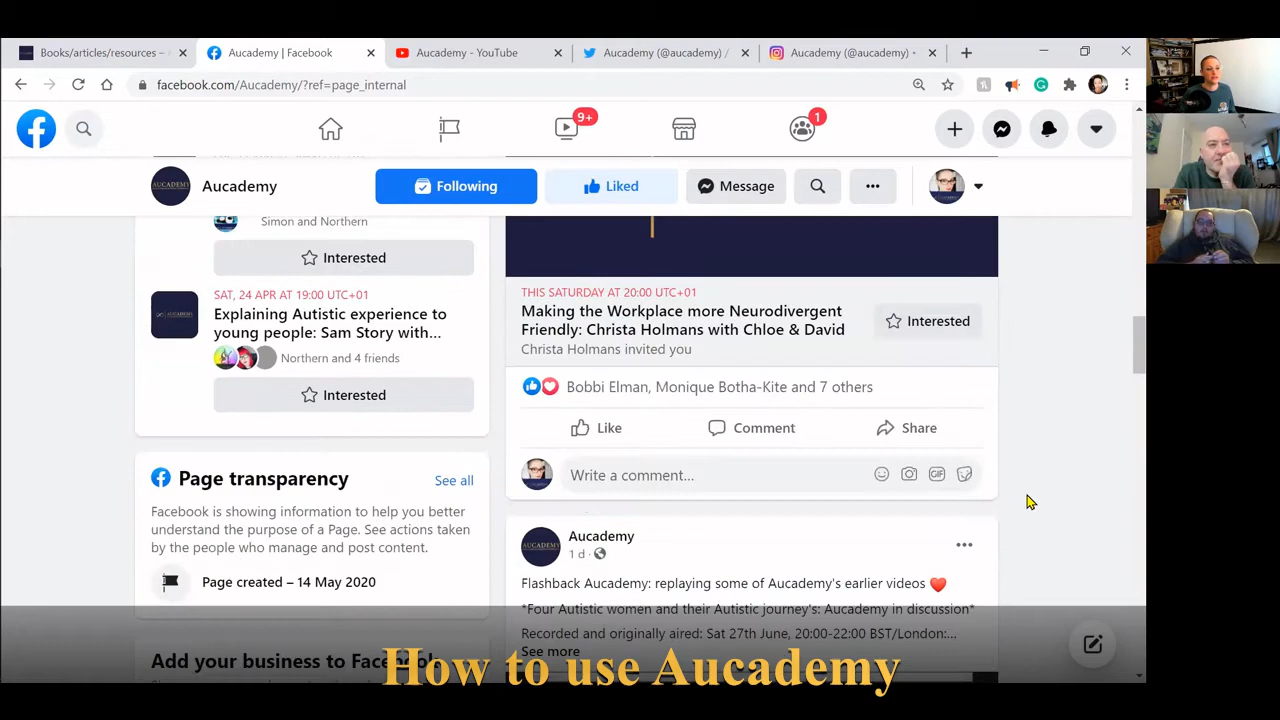 Books/articles/resources –
Aucademy | Facebook
Aucademy - YouTube
Aucademy (@aucademy) /
Aucademy (@aucademy) •
facebook.com/Aucademy/?ref=page_internal
9+
1
AUCADEMY
Aucademy
Following
Liked
Message
Simon and Northern
Interested
SAT, 24 APR AT 19:00 UTC+01
Explaining Autistic experience to
young people: Sam Story with...
Northern and 4 friends
Interested
Page transparency
See all
Facebook is showing information to help you better
understand the purpose of a Page. See actions taken
by the people who manage and post content.
Page created – 14 May 2020
Add your business to Facebook
THIS SATURDAY AT 20:00 UTC+01
Making the Workplace more Neurodivergent
Friendly: Christa Holmans with Chloe & David
Christa Holmans invited you
Interested
Bobbi Elman, Monique Botha-Kite and 7 others
Like
Comment
Share
Write a comment...
GIF
AUCADEMY
Aucademy
1 d
Flashback Aucademy: replaying some of Aucademy's earlier videos
*Four Autistic women and their Autistic journey's: Aucademy in discussion*
Recorded and originally aired: Sat 27th June, 20:00-22:00 BST/London:...
See more
How to use Aucademy